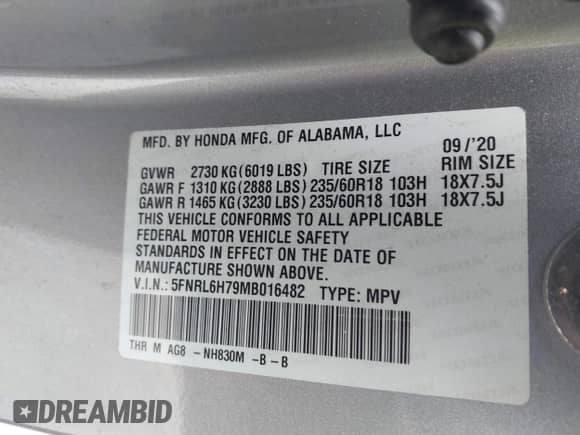 MFD. BY HONDA MFG. OF ALABAMA, LLC 09/'20
GVWR 2730 KG(6019 LBS) TIRE SIZE RIM SIZE
GAWR F 1310 KG(2888 LBS) 235/60R18 103H 18X7.5J
GAWR R 1465 KG(3230 LBS) 235/60R18 103H 18X7.5J
THIS VEHICLE CONFORMS TO ALL APPLICABLE
FEDERAL MOTOR VEHICLE SAFETY
STANDARDS IN EFFECT ON THE DATE OF
MANUFACTURE SHOWN ABOVE.
V.I.N.: 5FNRL6H79MB016482 TYPE: MPV
THR M AG8 - NH830M -B-B
DREAMBID